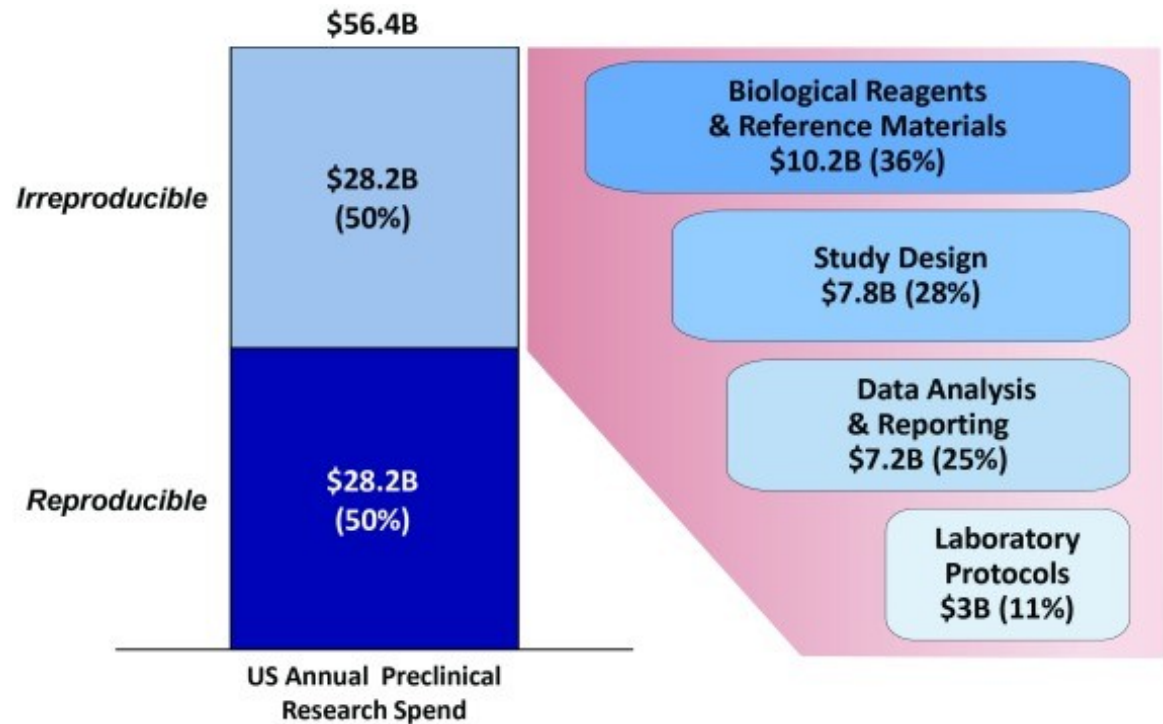 $56.4B
Irreproducible
$28.2B
(50%)
Reproducible
$28.2B
(50%)
US Annual Preclinical
Research Spend
Biological Reagents
& Reference Materials
$10.2B (36%)
Study Design
$7.8B (28%)
Data Analysis
& Reporting
$7.2B (25%)
Laboratory
Protocols
$3B (11%)